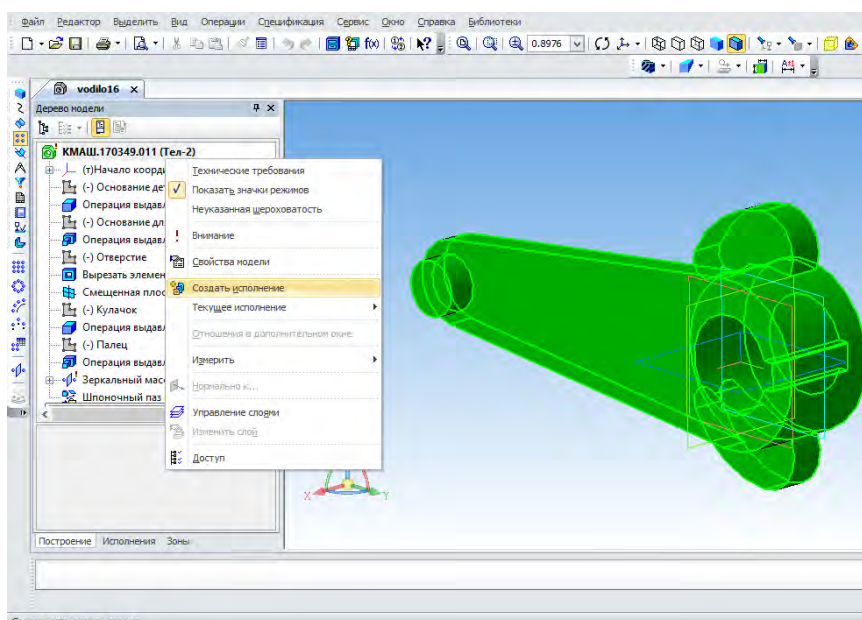 Файл Редактор Выделить Вид Операции Спецификация Сервис Окно Справка Библиотеки
0.8976
vodilo16
Дерево модели
КМАШ.170349.011 (Тел-2)
(т)Начало коорд
(-) Основание де
Операция выдав
(-) Основание для
Операция выдав
(-) Отверстие
Вырезать элемен
Смещенная плос
(-) Кулачок
Операция выдав
(-) Палец
Операция выдав
Зеркальный масс
Шпоночный паз
Технические требования
Показать значки режимов
Неуказанная шероховатость
Внимание
Свойства модели
Создать исполнение
Текущее исполнение
Отношения в дополнительном окне
Измерить
Нормально к...
Управление слоями
Изменить слой
Доступ
X Y
Построение Исполнения Зоны